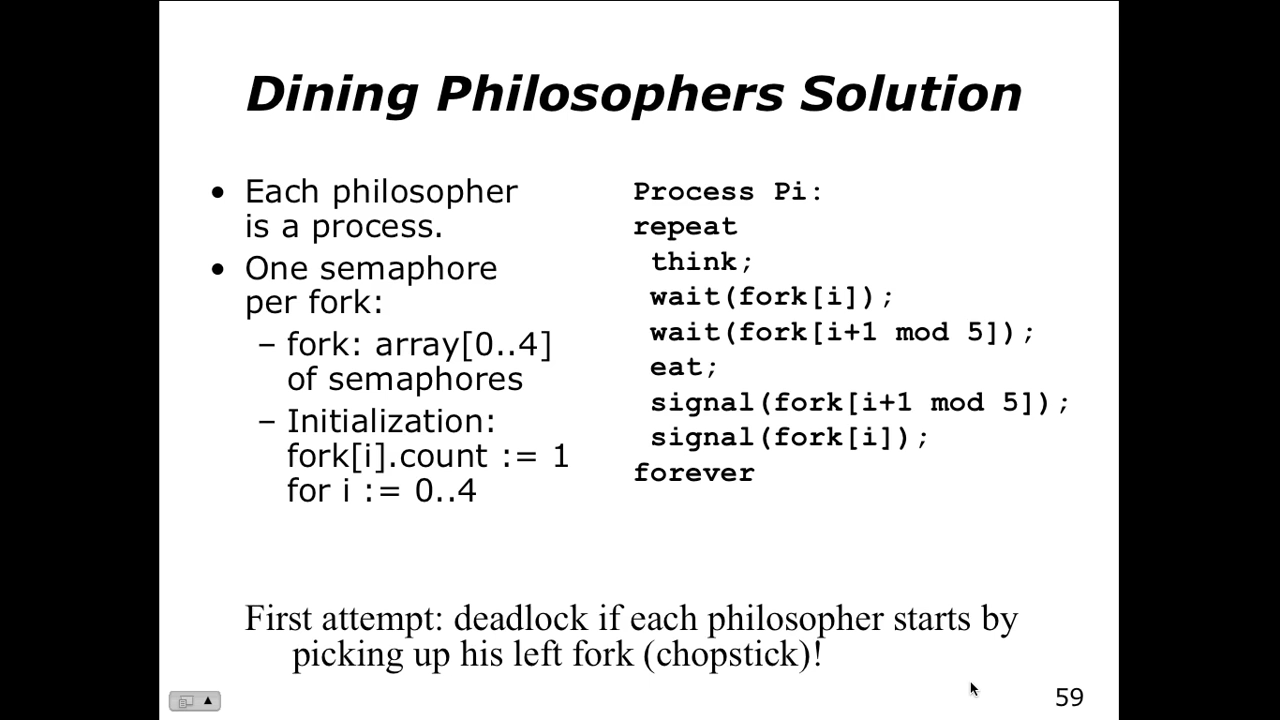 Dining Philosophers Solution
• Each philosopher
is a process.
• One semaphore
per fork:
– fork: array[0..4]
of semaphores
– Initialization:
fork[i].count := 1
for i := 0..4
Process Pi:
repeat
think;
wait(fork[i]);
wait(fork[i+1 mod 5]);
eat;
signal(fork[i+1 mod 5]);
signal(fork[i]);
forever
First attempt: deadlock if each philosopher starts by
picking up his left fork (chopstick)!
59